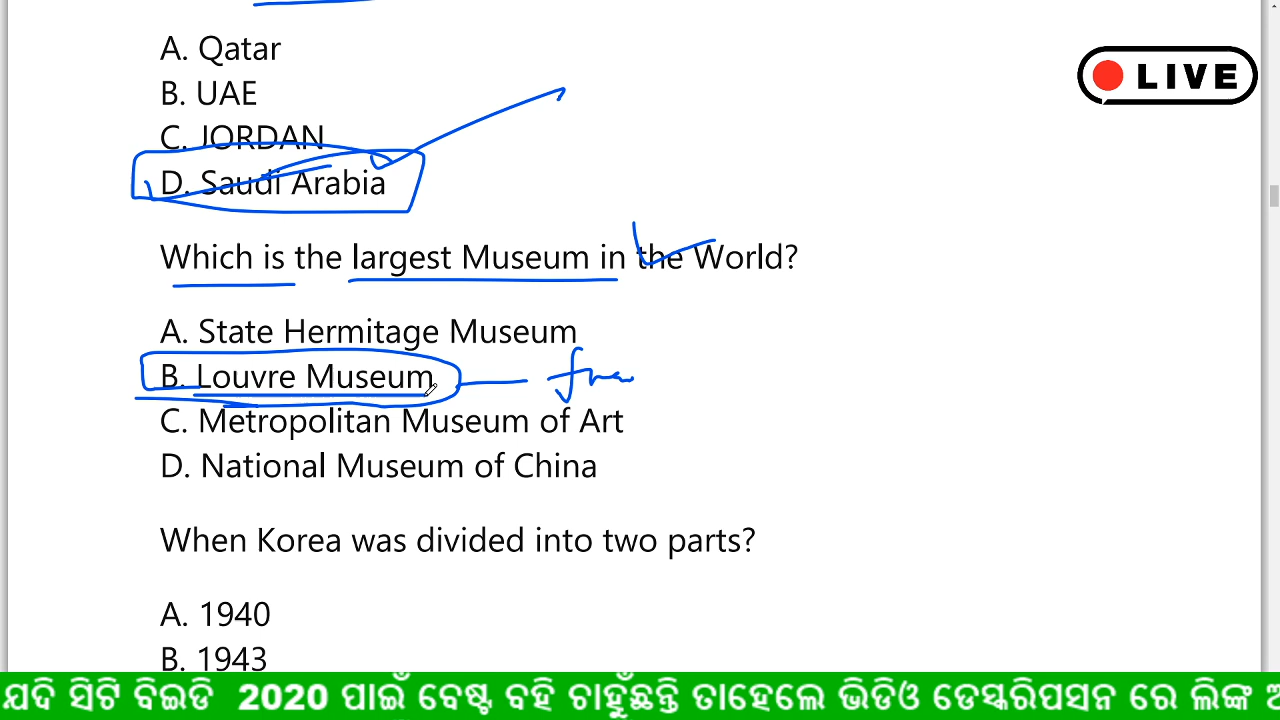 A. Qatar
B. UAE
LIVE
C. JORDAN
D. Saudi Arabia
Which is the largest Museum in the World?
A. State Hermitage Museum
B. Louvre Museum
C. Metropolitan Museum of Art
D. National Museum of China
When Korea was divided into two parts?
A. 1940
B. 1943
ଯଦି ସିଟି ବିଇଡି 2020 ପାଇଁ ବେଷ୍ଟ ବହି ଚାହୁଁଛନ୍ତି ତାହେଲେ ଭିଡିଓ ଡେସ୍କରିପସନ ରେ ଲିଙ୍କ